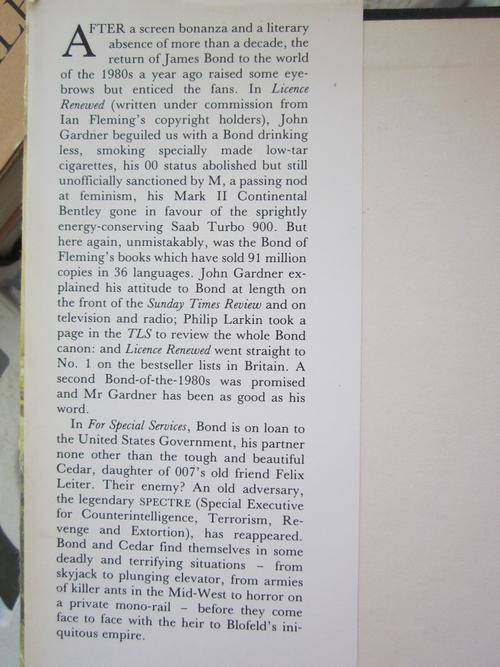 AFTER a screen bonanza and a literary
absence of more than a decade, the
return of James Bond to the world
of the 1980s a year ago raised some eye-
brows but enticed the fans. In Licence
Renewed (written under commission from
Ian Fleming's copyright holders), John
Gardner beguiled us with a Bond drinking
less, smoking specially made low-tar
cigarettes, his 00 status abolished but still
unofficially sanctioned by M, a passing nod
at feminism, his Mark II Continental
Bentley gone in favour of the sprightly
energy-conserving Saab Turbo 900. But
here again, unmistakably, was the Bond of
Fleming's books which have sold 91 million
copies in 36 languages. John Gardner ex-
plained his attitude to Bond at length on
the front of the Sunday Times Review and on
television and radio; Philip Larkin took a
page in the TLS to review the whole Bond
canon: and Licence Renewed went straight to
No. 1 on the bestseller lists in Britain. A
second Bond-of-the-1980s was promised
and Mr Gardner has been as good as his
word.
In For Special Services, Bond is on loan to
the United States Government, his partner
none other than the tough and beautiful
Cedar, daughter of 007's old friend Felix
Leiter. Their enemy? An old adversary,
the legendary SPECTRE (Special Executive
for Counterintelligence, Terrorism, Re-
venge and Extortion), has reappeared.
Bond and Cedar find themselves in some
deadly and terrifying situations – from
skyjack to plunging elevator, from armies
of killer ants in the Mid-West to horror on
a private mono-rail – before they come
face to face with the heir to Blofeld's ini-
quitous empire.